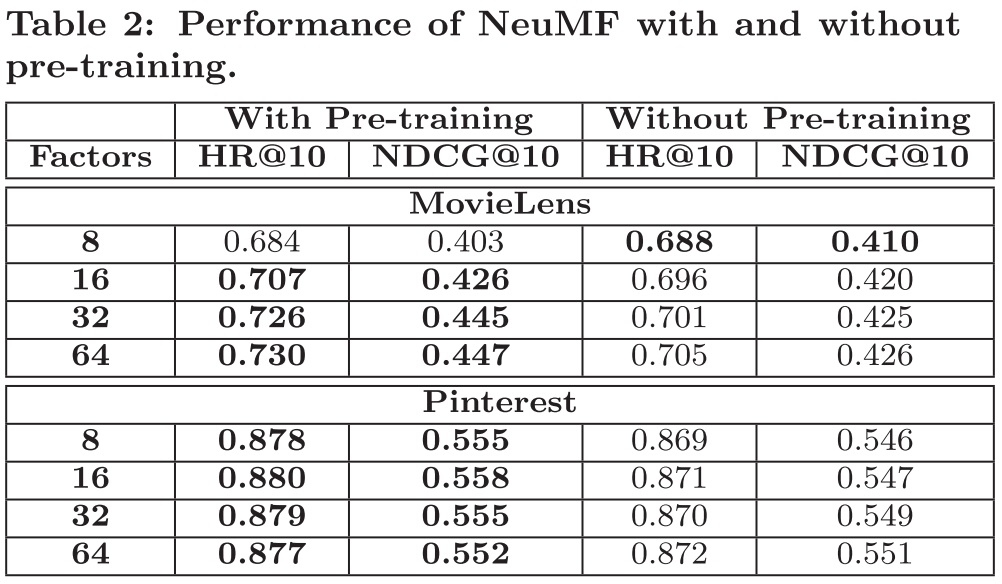 Table 2: Performance of NeuMF with and without
pre-training.
With Pre-training Without Pre-training
Factors HR@10 NDCG@10 HR@10 NDCG@10
MovieLens
8 0.684 0.403 0.688 0.410
16 0.707 0.426 0.696 0.420
32 0.726 0.445 0.701 0.425
64 0.730 0.447 0.705 0.426
Pinterest
8 0.878 0.555 0.869 0.546
16 0.880 0.558 0.871 0.547
32 0.879 0.555 0.870 0.549
64 0.877 0.552 0.872 0.551